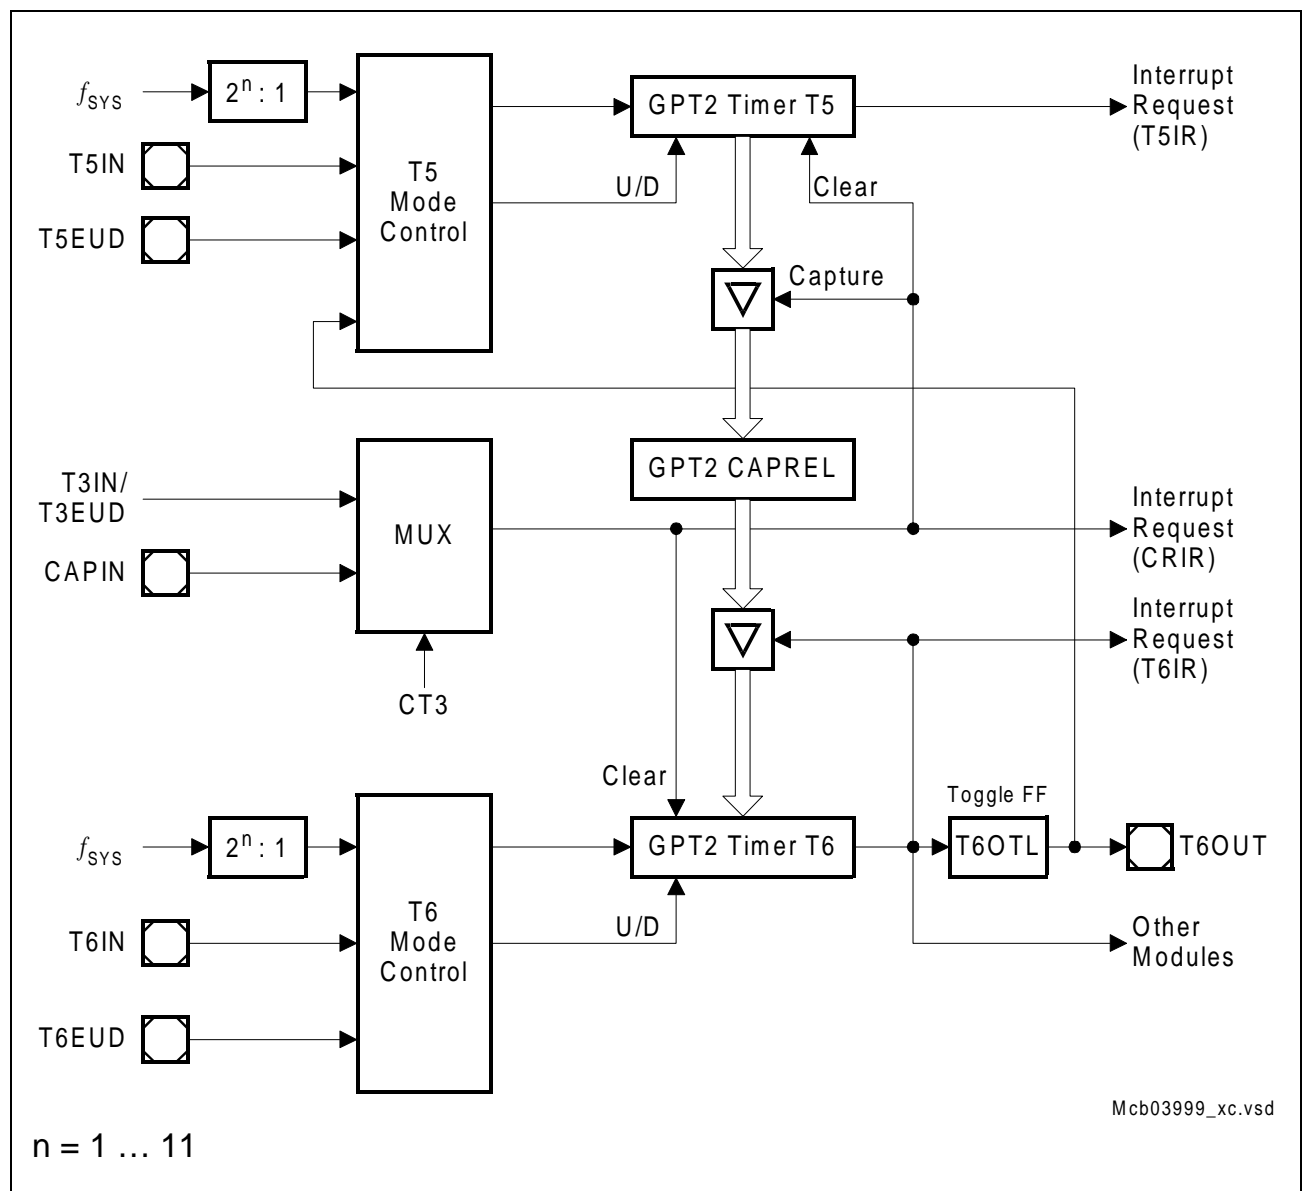 fSYS
2n : 1
T5IN
T5EUD
T5
Mode
Control
GPT2 Timer T5
U/D
Clear
Interrupt
Request
(T5IR)
Capture
T3IN/
T3EUD
CAPIN
MUX
CT3
GPT2 CAPREL
Interrupt
Request
(CRIR)
Interrupt
Request
(T6IR)
Clear
fSYS
2n : 1
T6IN
T6EUD
T6
Mode
Control
GPT2 Timer T6
U/D
Toggle FF
T6OTL
T6OUT
Other
Modules
Mcb03999_xc.vsd
n = 1 … 11